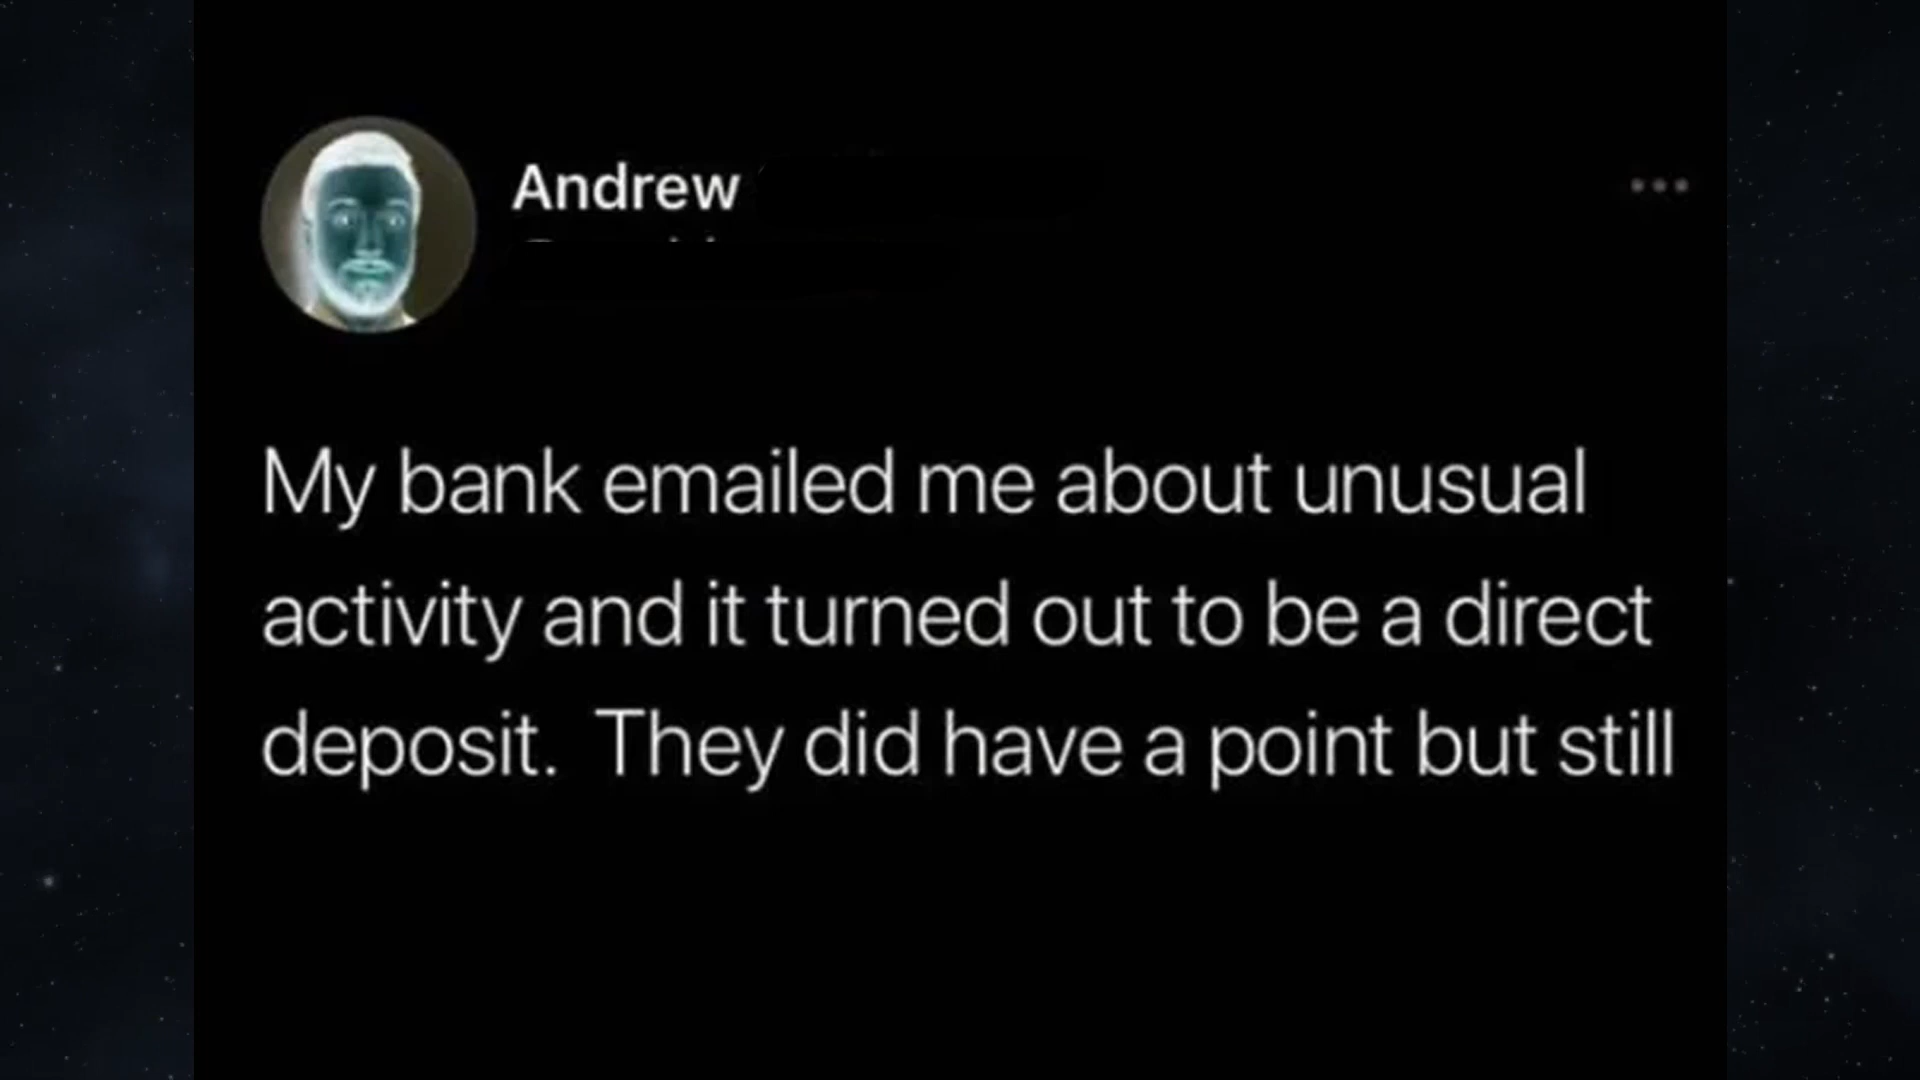 Andrew
My bank emailed me about unusual
activity and it turned out to be a direct
deposit.  They did have a point but still